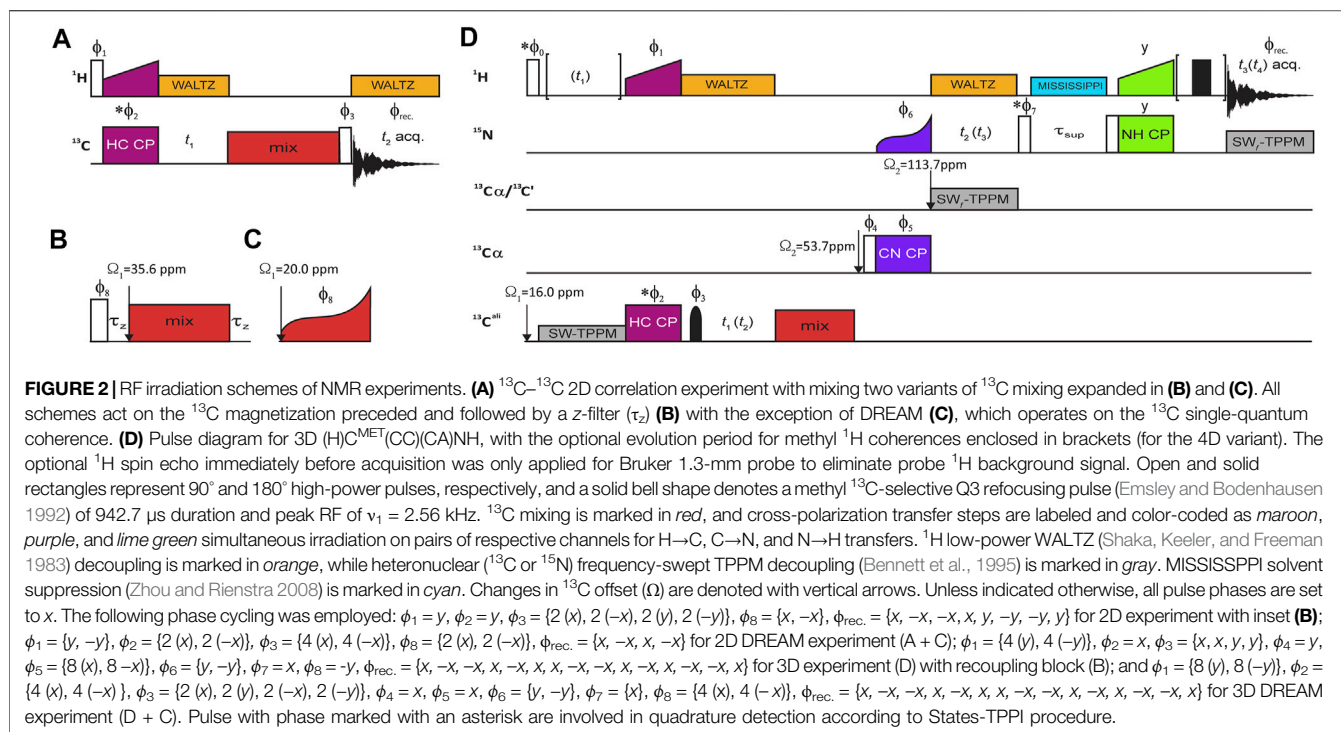 A
ϕ1
¹H
WALTZ
WALTZ
*ϕ2
ϕ3
ϕrec.
¹³C
HC CP
t1
mix
t2 acq.
B
C
Ω1=35.6 ppm
Ω1=20.0 ppm
ϕ8
τz
mix
τz
ϕ8
D
*ϕ0
ϕ1
y
ϕrec.
¹H
(t1)
WALTZ
WALTZ
MISSISSIPPI
t3(t4) acq.
ϕ6
*ϕ7
y
¹⁵N
t2(t3)
τsup
NH CP
SWf-TPPM
Ω2=113.7ppm
¹³Cα/¹³C'
SWf-TPPM
ϕ4
ϕ5
Ω2=53.7ppm
¹³Cα
CN CP
Ω1=16.0 ppm
*ϕ2
ϕ3
¹³Cᵃˡⁱ
SW-TPPM
HC CP
t1(t2)
mix
FIGURE 2 | RF irradiation schemes of NMR experiments. (A) ¹³C–¹³C 2D correlation experiment with mixing two variants of ¹³C mixing expanded in (B) and (C). All
schemes act on the ¹³C magnetization preceded and followed by a z-filter (τz) (B) with the exception of DREAM (C), which operates on the ¹³C single-quantum
coherence. (D) Pulse diagram for 3D (H)Cᴹᴱᵀ(CC)(CA)NH, with the optional evolution period for methyl ¹H coherences enclosed in brackets (for the 4D variant). The
optional ¹H spin echo immediately before acquisition was only applied for Bruker 1.3-mm probe to eliminate probe ¹H background signal. Open and solid
rectangles represent 90° and 180° high-power pulses, respectively, and a solid bell shape denotes a methyl ¹³C-selective Q3 refocusing pulse (Emsley and Bodenhausen
1992) of 942.7 µs duration and peak RF of ν1 = 2.56 kHz. ¹³C mixing is marked in red, and cross-polarization transfer steps are labeled and color-coded as maroon,
purple, and lime green simultaneous irradiation on pairs of respective channels for H→C, C→N, and N→H transfers. ¹H low-power WALTZ (Shaka, Keeler, and Freeman
1983) decoupling is marked in orange, while heteronuclear (¹³C or ¹⁵N) frequency-swept TPPM decoupling (Bennett et al., 1995) is marked in gray. MISSISSPPI solvent
suppression (Zhou and Rienstra 2008) is marked in cyan. Changes in ¹³C offset (Ω) are denoted with vertical arrows. Unless indicated otherwise, all pulse phases are set
to x. The following phase cycling was employed: ϕ1 = y, ϕ2 = y, ϕ3 = {2 (x), 2 (−x), 2 (y), 2 (−y)}, ϕ8 = {x, −x}, ϕrec. = {x, −x, −x, x, y, −y, −y, y} for 2D experiment with inset (B);
ϕ1 = {y, −y}, ϕ2 = {2 (x), 2 (−x)}, ϕ3 = {4 (x), 4 (−x)}, ϕ8 = {2 (x), 2 (−x)}, ϕrec. = {x, −x, x, −x} for 2D DREAM experiment (A + C); ϕ1 = {4 (y), 4 (−y)}, ϕ2 = x, ϕ3 = {x, x, y, y}, ϕ4 = y,
ϕ5 = {8 (x), 8 −x)}, ϕ6 = {y, −y}, ϕ7 = x, ϕ8 = -y, ϕrec. = {x, −x, −x, x, −x, x, x, −x, −x, x, x, −x, x, −x, −x, x} for 3D experiment (D) with recoupling block (B); and ϕ1 = {8 (y), 8 (−y)}, ϕ2 =
{4 (x), 4 (−x) }, ϕ3 = {2 (x), 2 (y), 2 (−x), 2 (−y)}, ϕ4 = x, ϕ5 = x, ϕ6 = {y, −y}, ϕ7 = {x}, ϕ8 = {4 (x), 4 (− x)}, ϕrec. = {x, −x, −x, x, −x, x, x, −x, −x, x, x, −x, x, −x, −x, x} for 3D DREAM
experiment (D + C). Pulse with phase marked with an asterisk are involved in quadrature detection according to States-TPPI procedure.